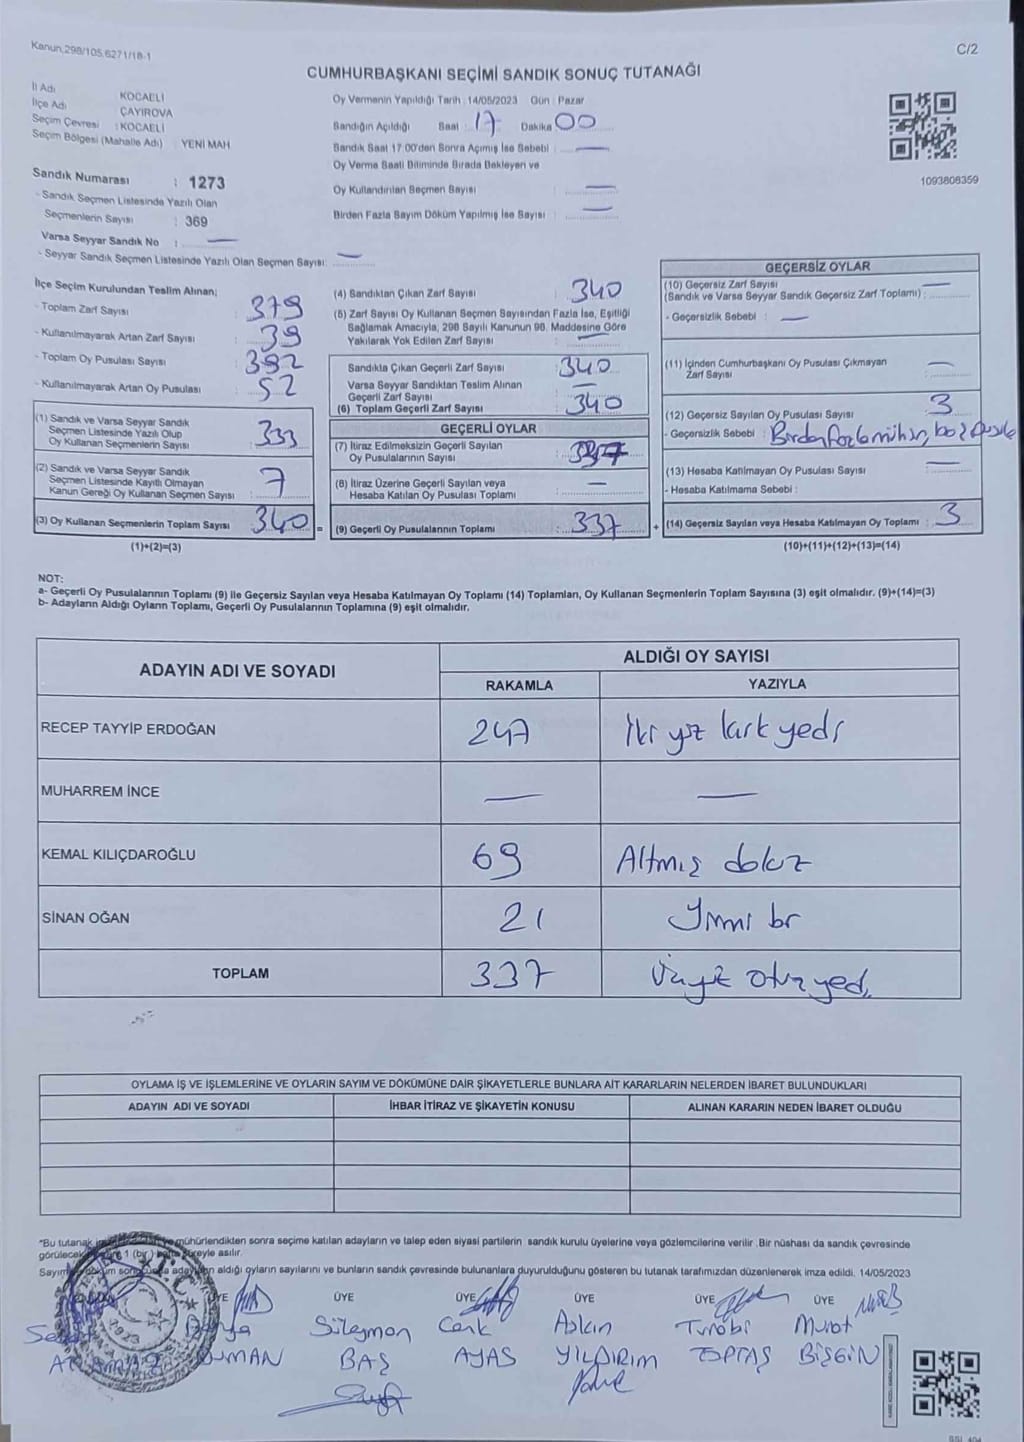 Kanun,298/105,6271/18-1
C/2
CUMHURBAŞKANI SEÇİMİ SANDIK SONUÇ TUTANAĞI
İl Adı KOCAELİ
İlçe Adı ÇAYIROVA
Seçim Çevresi : KOCAELİ
Seçim Bölgesi (Mahalle Adı) YENİ MAH
Sandık Numarası : 1273
- Sandık Seçmen Listesinde Yazılı Olan
Seçmenlerin Sayısı : 369
Varsa Seyyar Sandık No : —
- Seyyar Sandık Seçmen Listesinde Yazılı Olan Seçmen Sayısı: —
Oy Vermenin Yapıldığı Tarih : 14/05/2023 Gün : Pazar
Sandığın Açıldığı Saat : 17 Dakika 00
Sandık Saat 17:00'den Sonra Açımış İse Sebebi : —
Oy Verme Saati Bitiminde Sırada Bekleyen ve
Oy Kullandırılan Seçmen Sayısı : —
Birden Fazla Sayım Döküm Yapılmış İse Sayısı : —
1093806359
İlçe Seçim Kurulundan Teslim Alınan;
- Toplam Zarf Sayısı : 379
- Kullanılmayarak Artan Zarf Sayısı : 39
- Toplam Oy Pusulası Sayısı : 392
- Kullanılmayarak Artan Oy Pusulası : 52
(1) Sandık ve Varsa Seyyar Sandık
Seçmen Listesinde Yazılı Olup
Oy Kullanan Seçmenlerin Sayısı : 333
(2) Sandık ve Varsa Seyyar Sandık
Seçmen Listesinde Kayıtlı Olmayan
Kanun Gereği Oy Kullanan Seçmen Sayısı : 7
(3) Oy Kullanan Seçmenlerin Toplam Sayısı : 340 =
(1)+(2)=(3)
(4) Sandıktan Çıkan Zarf Sayısı : 340
(5) Zarf Sayısı Oy Kullanan Seçmen Sayısından Fazla İse, Eşitliği
Sağlamak Amacıyla, 298 Sayılı Kanunun 98. Maddesine Göre
Yakılarak Yok Edilen Zarf Sayısı : —
Sandıkta Çıkan Geçerli Zarf Sayısı : 340
Varsa Seyyar Sandıktan Teslim Alınan
Geçerli Zarf Sayısı : —
(6) Toplam Geçerli Zarf Sayısı : 340
GEÇERLİ OYLAR
(7) İtiraz Edilmeksizin Geçerli Sayılan
Oy Pusulalarının Sayısı : 337
(8) İtiraz Üzerine Geçerli Sayılan veya
Hesaba Katılan Oy Pusulası Toplamı : —
(9) Geçerli Oy Pusulalarının Toplamı : 337 +
GEÇERSİZ OYLAR
(10) Geçersiz Zarf Sayısı : —
(Sandık ve Varsa Seyyar Sandık Geçersiz Zarf Toplamı) :
- Geçersizlik Sebebi : —
(11) İçinden Cumhurbaşkanı Oy Pusulası Çıkmayan
Zarf Sayısı : —
(12) Geçersiz Sayılan Oy Pusulası Sayısı : 3
- Geçersizlik Sebebi : Birden fazla mühür, boş pusula
(13) Hesaba Katılmayan Oy Pusulası Sayısı : —
- Hesaba Katılmama Sebebi :
(14) Geçersiz Sayılan veya Hesaba Katılmayan Oy Toplamı : 3
(10)+(11)+(12)+(13)=(14)
NOT:
a- Geçerli Oy Pusulalarının Toplamı (9) ile Geçersiz Sayılan veya Hesaba Katılmayan Oy Toplamı (14) Toplamları, Oy Kullanan Seçmenlerin Toplam Sayısına (3) eşit olmalıdır. (9)+(14)=(3)
b- Adayların Aldığı Oyların Toplamı, Geçerli Oy Pusulalarının Toplamına (9) eşit olmalıdır.
ADAYIN ADI VE SOYADI ALDIĞI OY SAYISI
RAKAMLA YAZIYLA
RECEP TAYYİP ERDOĞAN 247 İki yüz kırk yedi
MUHARREM İNCE — —
KEMAL KILIÇDAROĞLU 69 Altmış dokuz
SİNAN OĞAN 21 Yirmi bir
TOPLAM 337 Üçyüz otuz yedi
OYLAMA İŞ VE İŞLEMLERİNE VE OYLARIN SAYIM VE DÖKÜMÜNE DAİR ŞİKAYETLERLE BUNLARA AİT KARARLARIN NELERDEN İBARET BULUNDUKLARI
ADAYIN ADI VE SOYADI İHBAR İTİRAZ VE ŞİKAYETİN KONUSU ALINAN KARARIN NEDEN İBARET OLDUĞU
"Bu tutanak mühürlendikten sonra seçime katılan adayların ve talep eden siyasi partilerin sandık kurulu üyelerine veya gözlemcilerine verilir .Bir nüshası da sandık çevresinde
görülecek 1 (bir) süreyle asılır.
Sayım döküm sonucunda adayların aldığı oyların sayılarını ve bunların sandık çevresinde bulunanlara duyurulduğunu gösteren bu tutanak tarafımızdan düzenlenerek imza edildi. 14/05/2023
ÜYE ÜYE ÜYE ÜYE ÜYE ÜYE
Süleyman Cenk Aşkın Turabi Murat
DUMAN BAŞ AYAS YILDIRIM TOPTAŞ BİŞGİN